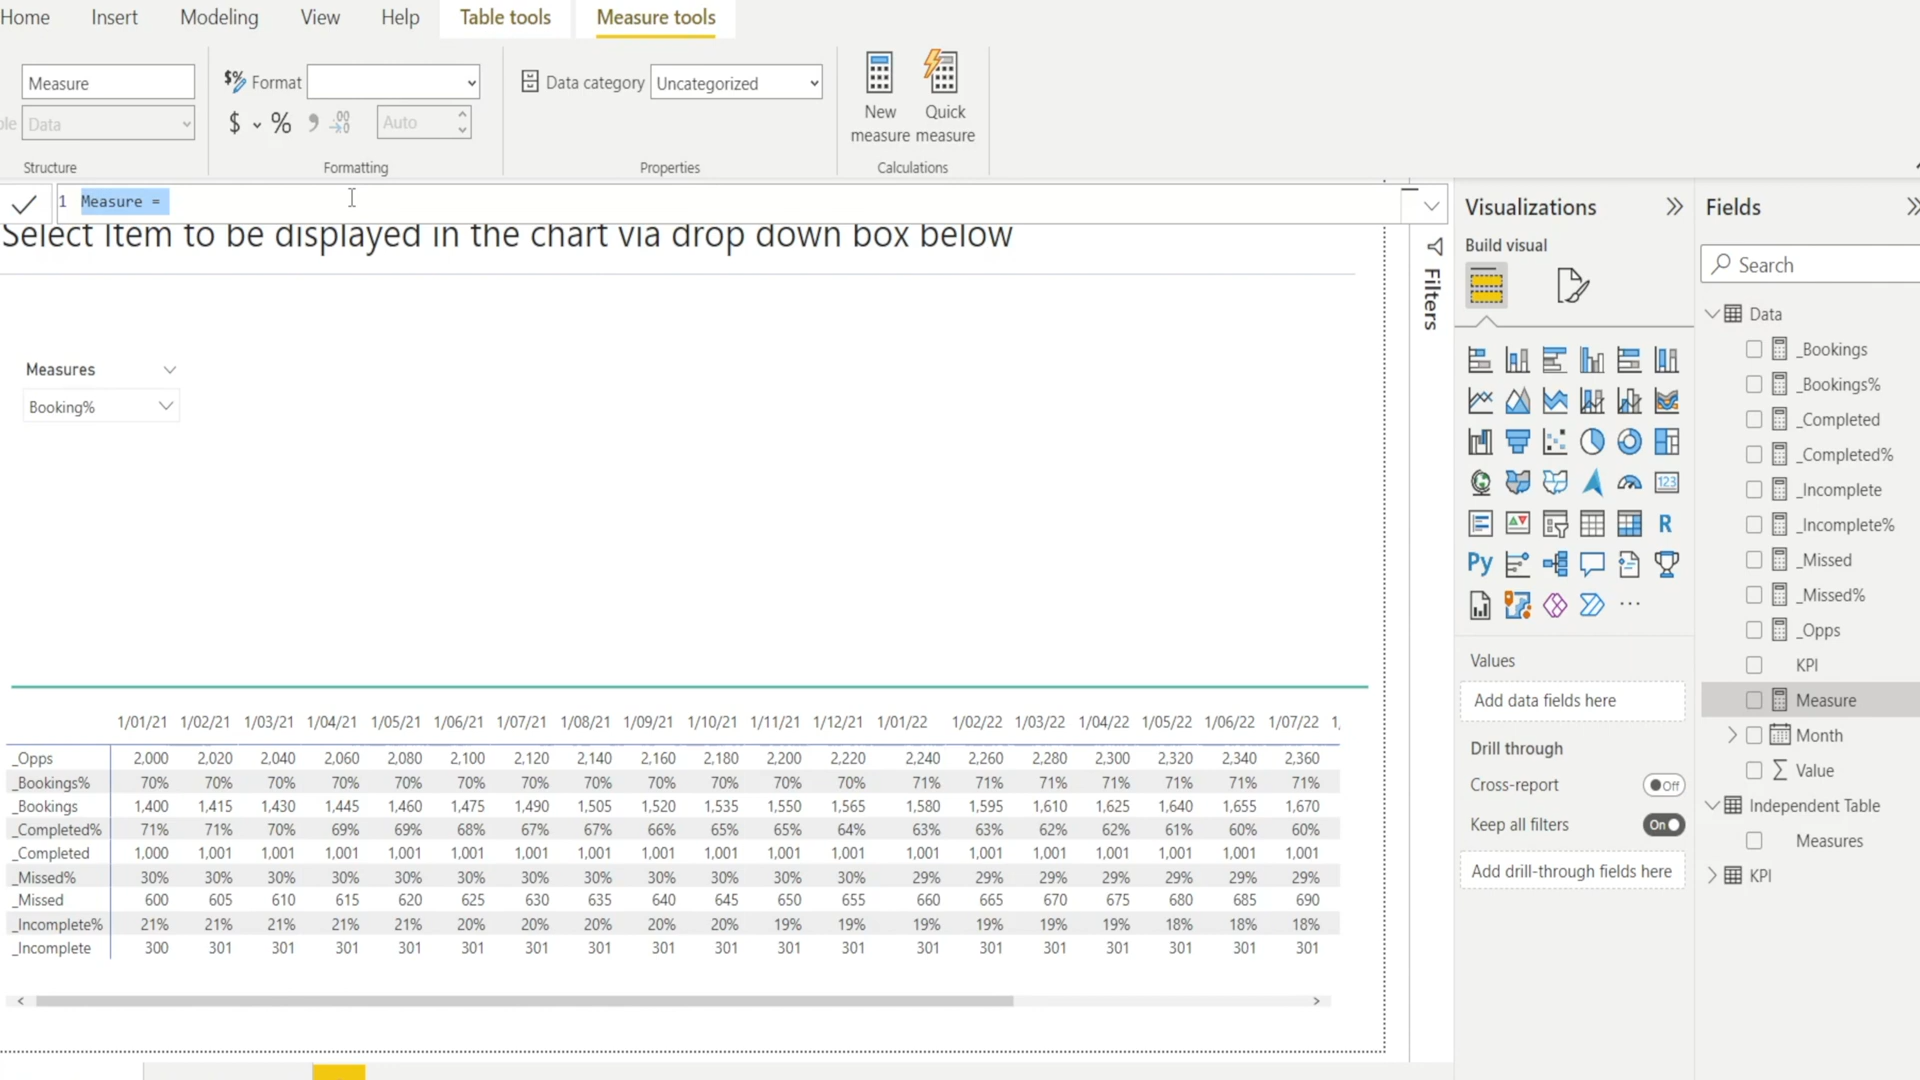 Home Insert Modeling View Help Table tools Measure tools
Measure
$% Format
Data category Uncategorized
New measure
Quick measure
ple Data
$ % , .00 →0 Auto
Structure Formatting Properties Calculations
1 Measure =
Select Item to be displayed in the chart via drop down box below
Measures
Booking%
1/01/21 1/02/21 1/03/21 1/04/21 1/05/21 1/06/21 1/07/21 1/08/21 1/09/21 1/10/21 1/11/21 1/12/21 1/01/22 1/02/22 1/03/22 1/04/22 1/05/22 1/06/22 1/07/22 1,
_Opps 2,000 2,020 2,040 2,060 2,080 2,100 2,120 2,140 2,160 2,180 2,200 2,220 2,240 2,260 2,280 2,300 2,320 2,340 2,360
_Bookings% 70% 70% 70% 70% 70% 70% 70% 70% 70% 70% 70% 70% 71% 71% 71% 71% 71% 71% 71%
_Bookings 1,400 1,415 1,430 1,445 1,460 1,475 1,490 1,505 1,520 1,535 1,550 1,565 1,580 1,595 1,610 1,625 1,640 1,655 1,670
_Completed% 71% 71% 70% 69% 69% 68% 67% 67% 66% 65% 65% 64% 63% 63% 62% 62% 61% 60% 60%
_Completed 1,000 1,001 1,001 1,001 1,001 1,001 1,001 1,001 1,001 1,001 1,001 1,001 1,001 1,001 1,001 1,001 1,001 1,001 1,001
_Missed% 30% 30% 30% 30% 30% 30% 30% 30% 30% 30% 30% 30% 29% 29% 29% 29% 29% 29% 29%
_Missed 600 605 610 615 620 625 630 635 640 645 650 655 660 665 670 675 680 685 690
_Incomplete% 21% 21% 21% 21% 21% 20% 20% 20% 20% 20% 19% 19% 19% 19% 19% 19% 18% 18% 18%
_Incomplete 300 301 301 301 301 301 301 301 301 301 301 301 301 301 301 301 301 301 301
Filters
Visualizations
Build visual
123
R
Py
Values
Add data fields here
Drill through
Cross-report Off
Keep all filters On
Add drill-through fields here
Fields
Search
Data
_Bookings
_Bookings%
_Completed
_Completed%
_Incomplete
_Incomplete%
_Missed
_Missed%
_Opps
KPI
Measure
Month
Value
Independent Table
Measures
KPI